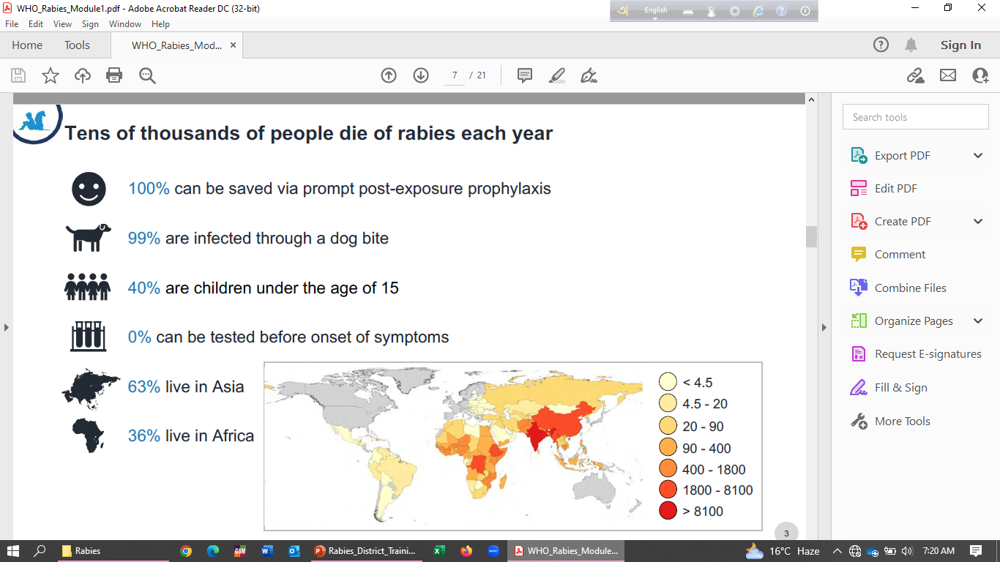 WHO_Rabies_Module1.pdf - Adobe Acrobat Reader DC (32-bit)
English
File Edit View Sign Window Help
Home Tools WHO_Rabies_Mod... ×
Sign In
7 / 21
Tens of thousands of people die of rabies each year
100% can be saved via prompt post-exposure prophylaxis
99% are infected through a dog bite
40% are children under the age of 15
0% can be tested before onset of symptoms
63% live in Asia
36% live in Africa
< 4.5
4.5 - 20
20 - 90
90 - 400
400 - 1800
1800 - 8100
> 8100
3
Search tools
Export PDF
Edit PDF
Create PDF
Comment
Combine Files
Organize Pages
Request E-signatures
Fill & Sign
More Tools
Rabies
GSM
Rabies_District_Traini...
zoom
WHO_Rabies_Module...
16°C Haze
7:20 AM